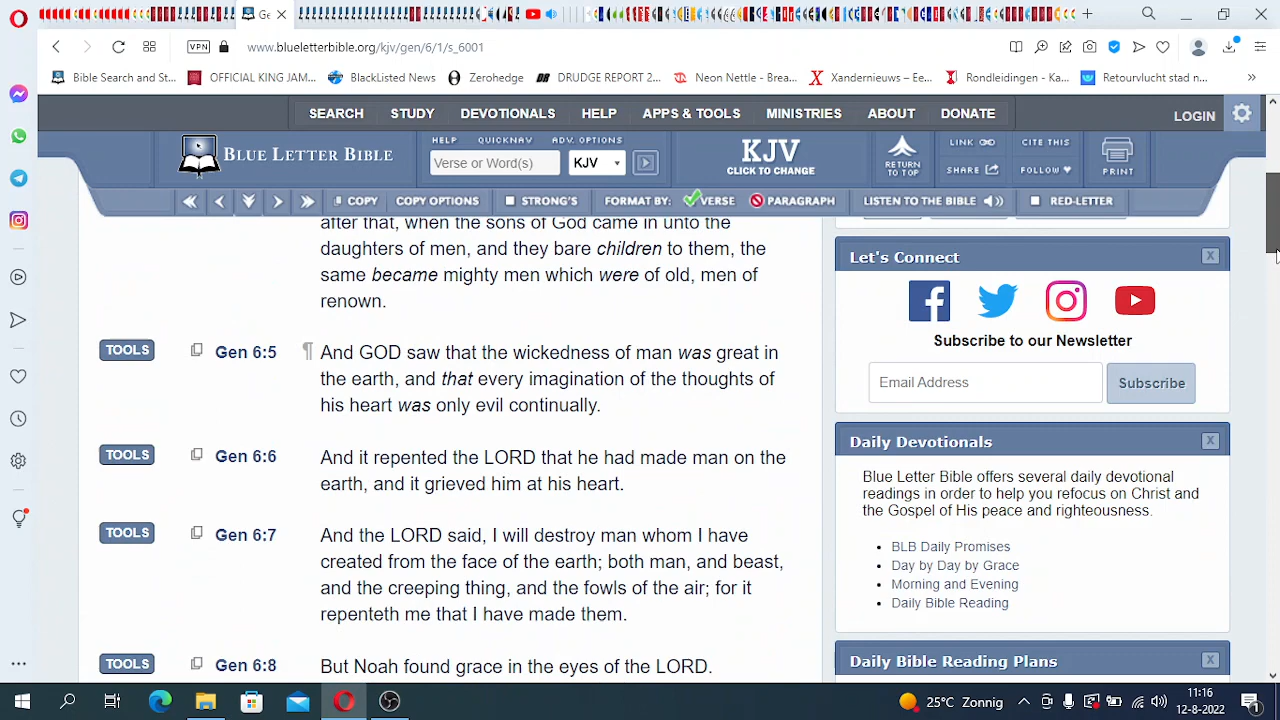 Ge
www.blueletterbible.org/kjv/gen/6/1/s_6001
VPN
Bible Search and St...
OFFICIAL KING JAM...
BlackListed News
Zerohedge
DRUDGE REPORT 2...
Neon Nettle - Brea...
Xandernieuws – Ee...
Rondleidingen - Ka...
Retourvlucht stad n...
SEARCH
STUDY
DEVOTIONALS
HELP
APPS & TOOLS
MINISTRIES
ABOUT
DONATE
LOGIN
BLUE LETTER BIBLE
HELP
QUICKNAV
ADV. OPTIONS
Verse or Word(s)
KJV
KJV
CLICK TO CHANGE
RETURN
TO TOP
LINK
SHARE
CITE THIS
FOLLOW
PRINT
COPY
COPY OPTIONS
STRONG'S
FORMAT BY:
VERSE
PARAGRAPH
LISTEN TO THE BIBLE
RED-LETTER
after that, when the sons of God came in unto the
daughters of men, and they bare children to them, the
same became mighty men which were of old, men of
renown.
TOOLS
Gen 6:5
¶ And GOD saw that the wickedness of man was great in
the earth, and that every imagination of the thoughts of
his heart was only evil continually.
TOOLS
Gen 6:6
And it repented the LORD that he had made man on the
earth, and it grieved him at his heart.
TOOLS
Gen 6:7
And the LORD said, I will destroy man whom I have
created from the face of the earth; both man, and beast,
and the creeping thing, and the fowls of the air; for it
repenteth me that I have made them.
TOOLS
Gen 6:8
But Noah found grace in the eyes of the LORD.
Let's Connect
Subscribe to our Newsletter
Email Address
Subscribe
Daily Devotionals
Blue Letter Bible offers several daily devotional
readings in order to help you refocus on Christ and
the Gospel of His peace and righteousness.
BLB Daily Promises
Day by Day by Grace
Morning and Evening
Daily Bible Reading
Daily Bible Reading Plans
25°C Zonnig
11:16
12-8-2022
1